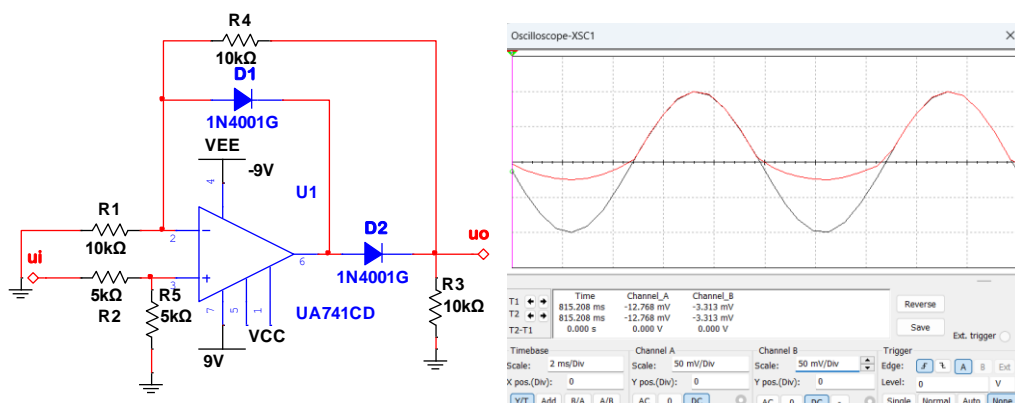 R4
10kΩ
D1
1N4001G
VEE
-9V
4
U1
R1
10kΩ
2
ui
D2
uo
6
1N4001G
3
R5
5kΩ
5kΩ
R2
R3
10kΩ
7
5
1
UA741CD
VCC
9V
Oscilloscope-XSC1
Time Channel_A Channel_B
T1 815.208 ms -12.768 mV -3.313 mV
T2 815.208 ms -12.768 mV -3.313 mV
T2-T1 0.000 s 0.000 V 0.000 V
Reverse
Save
Ext. trigger
Timebase
Scale: 2 ms/Div
X pos.(Div): 0
Y/T Add B/A A/B
Channel A
Scale: 50 mV/Div
Y pos.(Div): 0
AC 0 DC
Channel B
Scale: 50 mV/Div
Y pos.(Div): 0
AC 0 DC -
Trigger
Edge: A B Ext
Level: 0 V
Single Normal Auto None